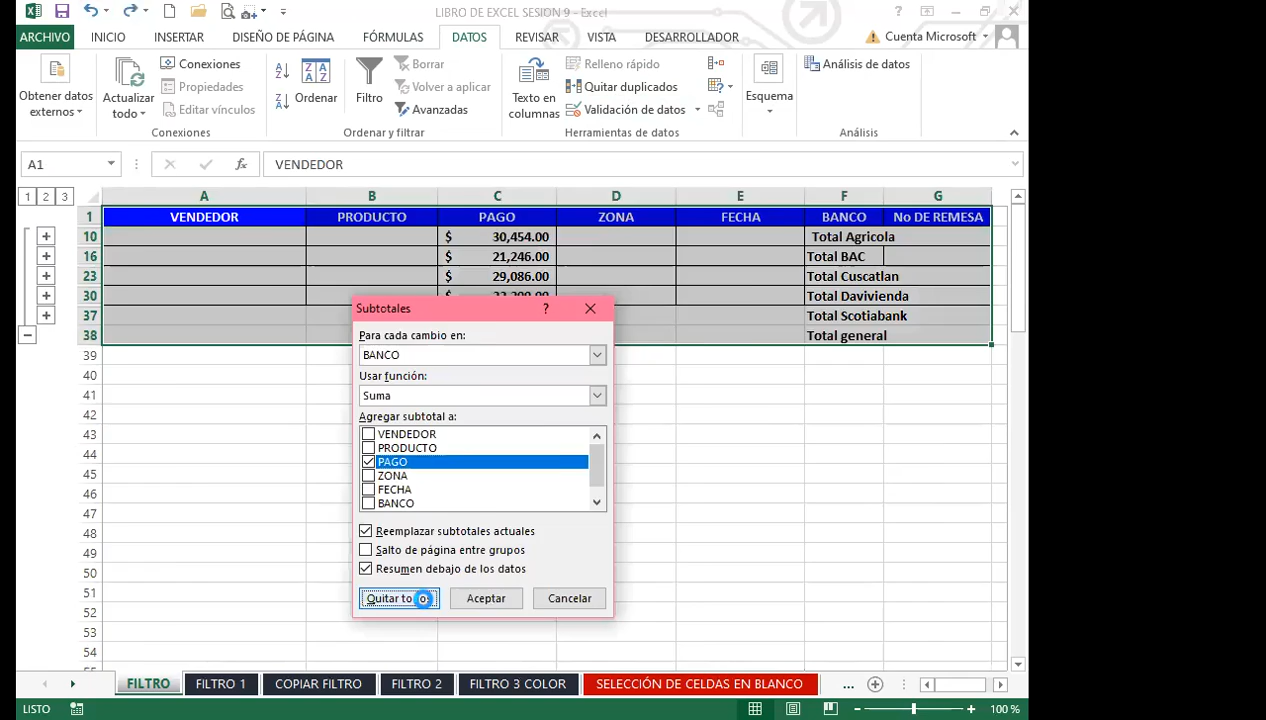 LIBRO DE EXCEL SESION 9 - Excel
ARCHIVO INICIO INSERTAR DISEÑO DE PÁGINA FÓRMULAS DATOS REVISAR VISTA DESARROLLADOR Cuenta Microsoft
Obtener datos externos
Actualizar todo
Conexiones
Propiedades
Editar vínculos
Conexiones
Ordenar
Filtro
Borrar
Volver a aplicar
Avanzadas
Ordenar y filtrar
Texto en columnas
Relleno rápido
Quitar duplicados
Validación de datos
Herramientas de datos
Esquema
Análisis de datos
Análisis
A1 fx VENDEDOR
1 2 3 A B C D E F G
1 VENDEDOR PRODUCTO PAGO ZONA FECHA BANCO No DE REMESA
10 $ 30,454.00 Total Agricola
16 $ 21,246.00 Total BAC
23 $ 29,086.00 Total Cuscatlan
30 Total Davivienda
37 Total Scotiabank
38 Total general
39
40
41
42
43
44
45
46
47
48
49
50
51
52
53
54
Subtotales ?
Para cada cambio en:
BANCO
Usar función:
Suma
Agregar subtotal a:
VENDEDOR
PRODUCTO
PAGO
ZONA
FECHA
BANCO
Reemplazar subtotales actuales
Salto de página entre grupos
Resumen debajo de los datos
Quitar Aceptar Cancelar
FILTRO FILTRO 1 COPIAR FILTRO FILTRO 2 FILTRO 3 COLOR SELECCIÓN DE CELDAS EN BLANCO ...
LISTO 100 %